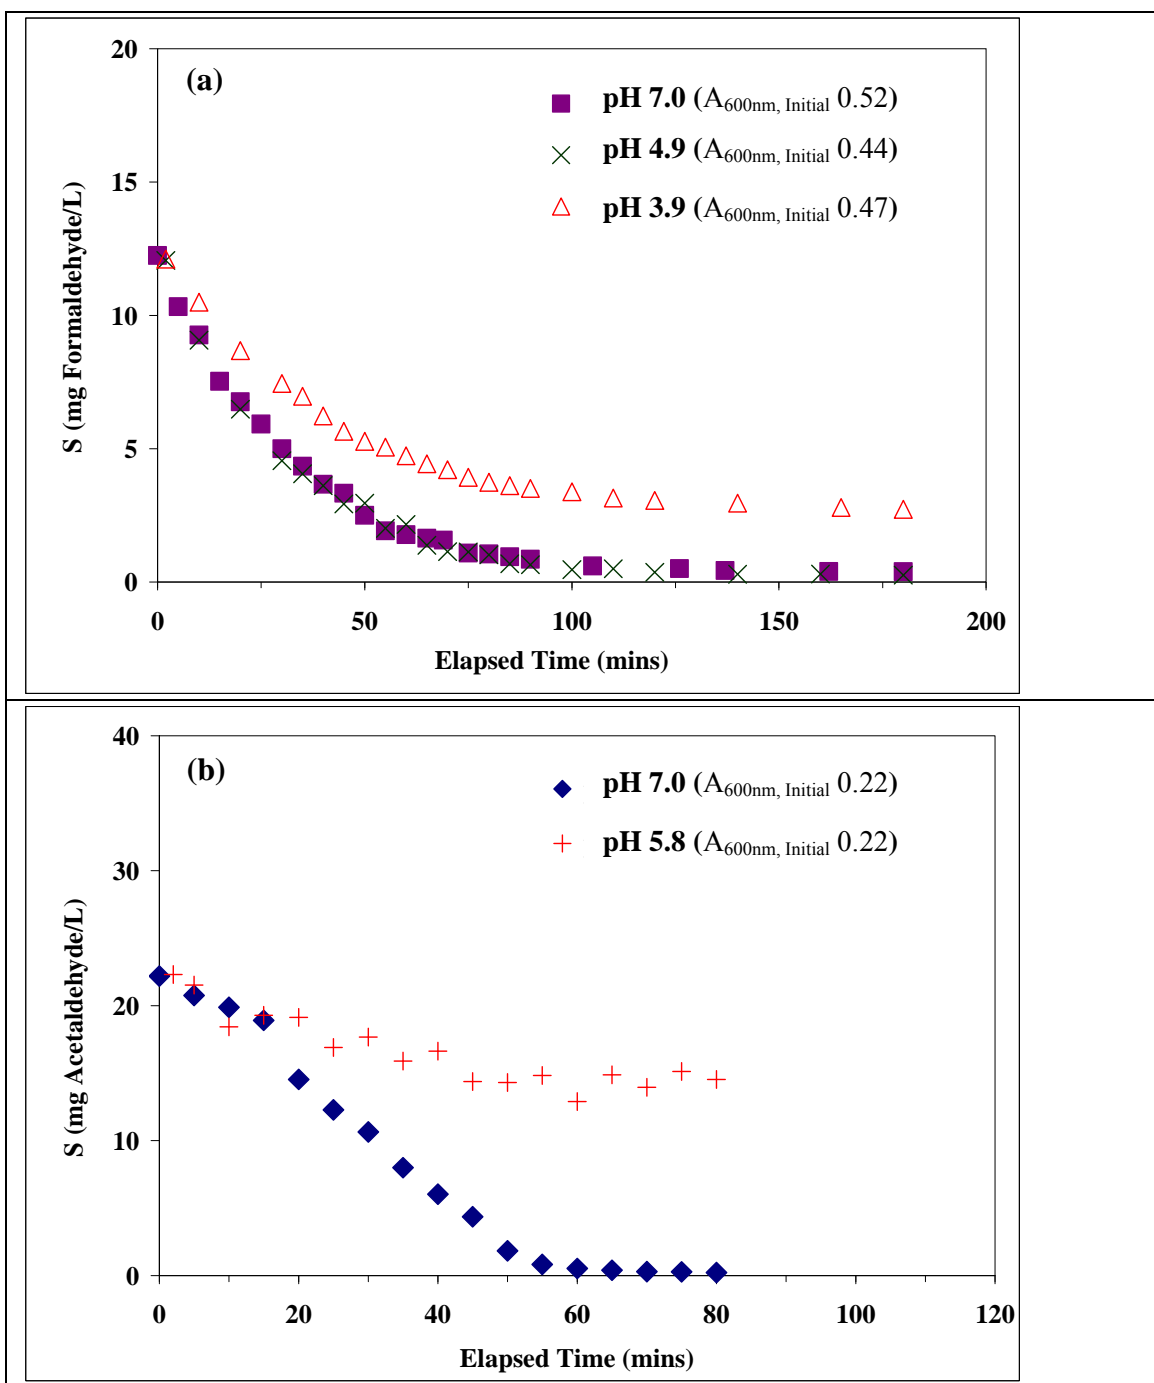 20
(a)
pH 7.0 (A600nm, Initial 0.52)
pH 4.9 (A600nm, Initial 0.44)
15
pH 3.9 (A600nm, Initial 0.47)
S (mg Formaldehyde/L)
10
5
0
0 50 100 150 200
Elapsed Time (mins)
40
(b)
pH 7.0 (A600nm, Initial 0.22)
pH 5.8 (A600nm, Initial 0.22)
30
S (mg Acetaldehyde/L)
20
10
0
0 20 40 60 80 100 120
Elapsed Time (mins)